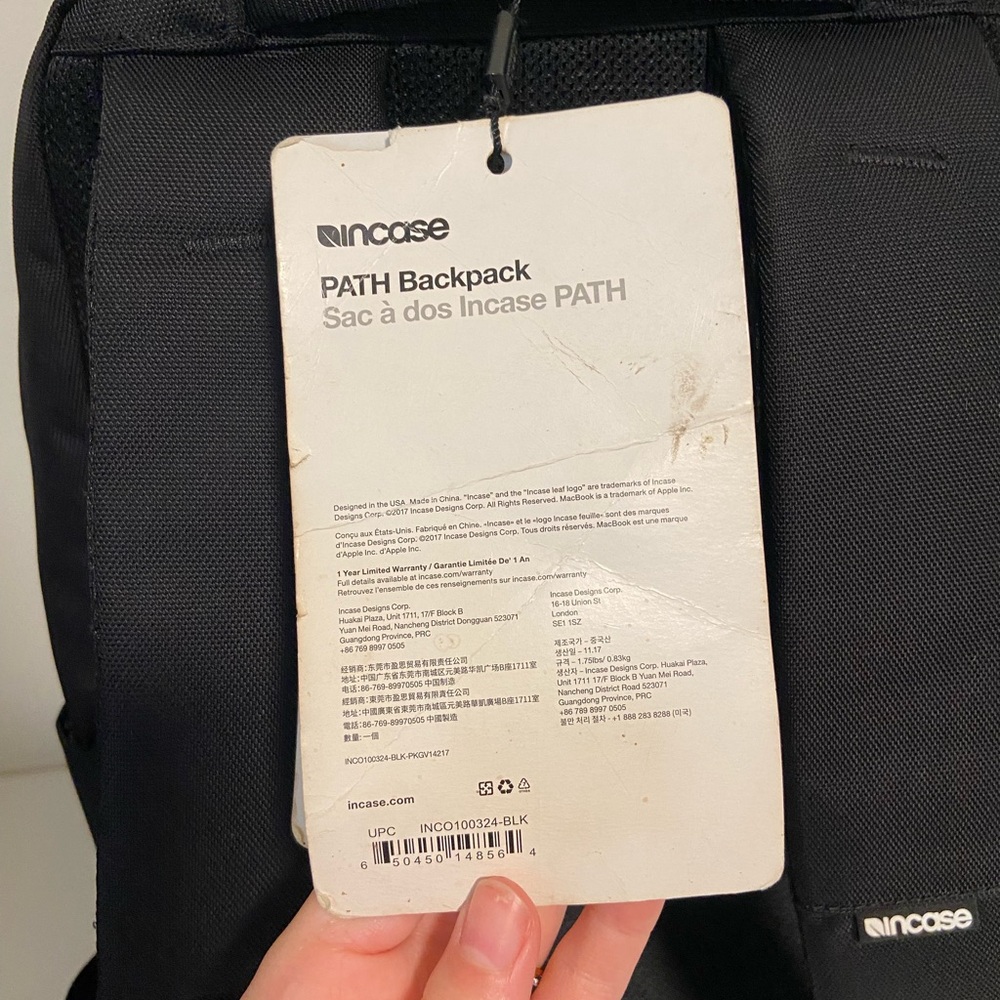 incase
PATH Backpack
Sac à dos Incase PATH
Designed in the USA. Made in China. "Incase" and the "Incase leaf logo" are trademarks of Incase
Designs Corp. ©2017 Incase Designs Corp. All Rights Reserved. MacBook is a trademark of Apple Inc.
Conçu aux États-Unis. Fabriqué en Chine. «Incase» et le «logo Incase feuille» sont des marques
d'Incase Designs Corp. ©2017 Incase Designs Corp. Tous droits réservés. MacBook est une marque
d'Apple Inc. d'Apple Inc.
1 Year Limited Warranty / Garantie Limitée De' 1 An
Full details available at incase.com/warranty
Retrouvez l'ensemble de ces renseignements sur incase.com/warranty
Incase Designs Corp.
Huakai Plaza, Unit 1711, 17/F Block B
Yuan Mei Road, Nancheng District Dongguan 523071
Guangdong Province, PRC
+86 769 8997 0505
经销商:东莞市盈思贸易有限责任公司
地址:中国广东省东莞市南城区元美路华凯广场B座1711室
电话:86-769-89970505 中国制造
經銷商:東莞市盈思貿易有限責任公司
地址:中國廣東省東莞市南城區元美路華凱廣場B座1711室
電話:86-769-89970505 中國製造
數量:一個
INCO100324-BLK-PKGV14217
Incase Designs Corp.
16-18 Union St
London
SE1 1SZ
제조국가 – 중국산
생산일 – 11.17
규격 – 1.75lbs/ 0.83kg
생산자 – Incase Designs Corp. Huakai Plaza,
Unit 1711 17/F Block B Yuan Mei Road,
Nancheng District Road 523071
Guangdong Province, PRC
+86 789 8997 0505
불만 처리 절차 - +1 888 283 8288 (미국)
incase.com
UPC INCO100324-BLK
6 50450 14856 4
incase